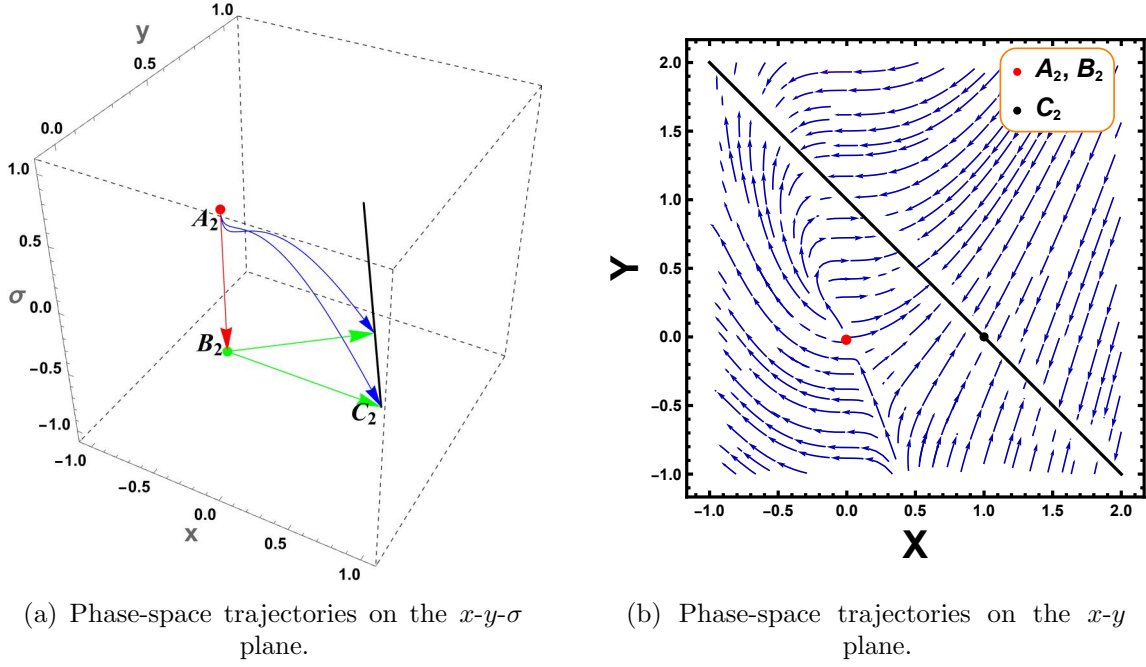 y
1.0
0.5
0.0
1.0
0.5
σ
0.0
−0.5
−1.0
A2
B2
C2
−1.0
−0.5
0.0
x
0.5
1.0
(a) Phase-space trajectories on the x-y-σ
plane.
A2, B2
C2
2.0
1.5
1.0
0.5
Y
0.0
-0.5
-1.0
-1.0 -0.5 0.0 0.5 1.0 1.5 2.0
X
(b) Phase-space trajectories on the x-y
plane.